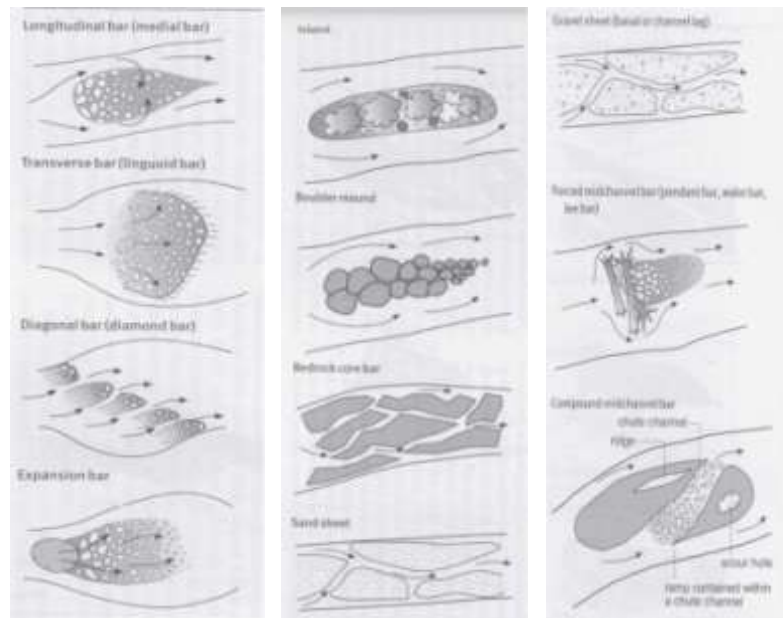 Longitudinal bar (medial bar)
Transverse bar (linguoid bar)
Diagonal bar (diamond bar)
Expansion bar
Island
Boulder mound
Bedrock core bar
Sand sheet
Gravel sheet (basal or channel lag)
Forced midchannel bar (pendant bar, wake bar,
lee bar)
Compound midchannel bar
chute channel
ridge
scour hole
ramp contained within
a chute channel